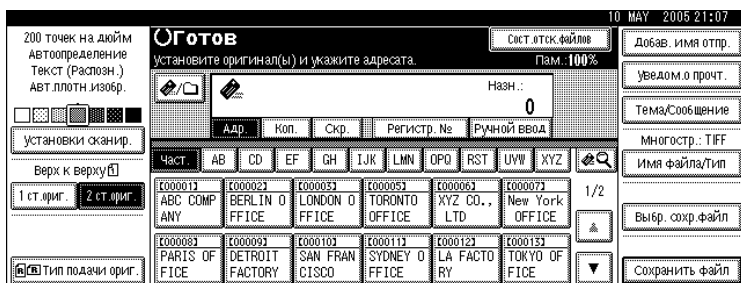 10 MAY 2005 21:07
200 точек на дюйм
Автоопределение
Текст (Распозн.)
Авт.плотн.изобр.
Установки сканир.
Верх к верху
1 ст.ориг. 2 ст.ориг.
Тип подачи ориг.
Готов
Сост.отск.файлов
Установите оригинал(ы) и укажите адресата.
Пам.:100%
Назн.:
0
Адр. Коп. Скр. Регистр. № Ручной ввод
Част. AB CD EF GH IJK LMN OPQ RST UVW XYZ
[00001] [00002] [00003] [00005] [00006] [00007]
ABC COMP BERLIN O LONDON O TORONTO XYZ CO., New York
ANY FFICE FFICE OFFICE LTD OFFICE
1/2
[00008] [00009] [00010] [00011] [00012] [00013]
PARIS OF DETROIT SAN FRAN SYDNEY O LA FACTO TOKYO OF
FICE FACTORY CISCO FFICE RY FICE
Добав. имя отпр.
Уведом.о прочт.
Тема/Сообщение
Многостр.: TIFF
Имя файла/Тип
Выбр. сохр.файл
Сохранить файл